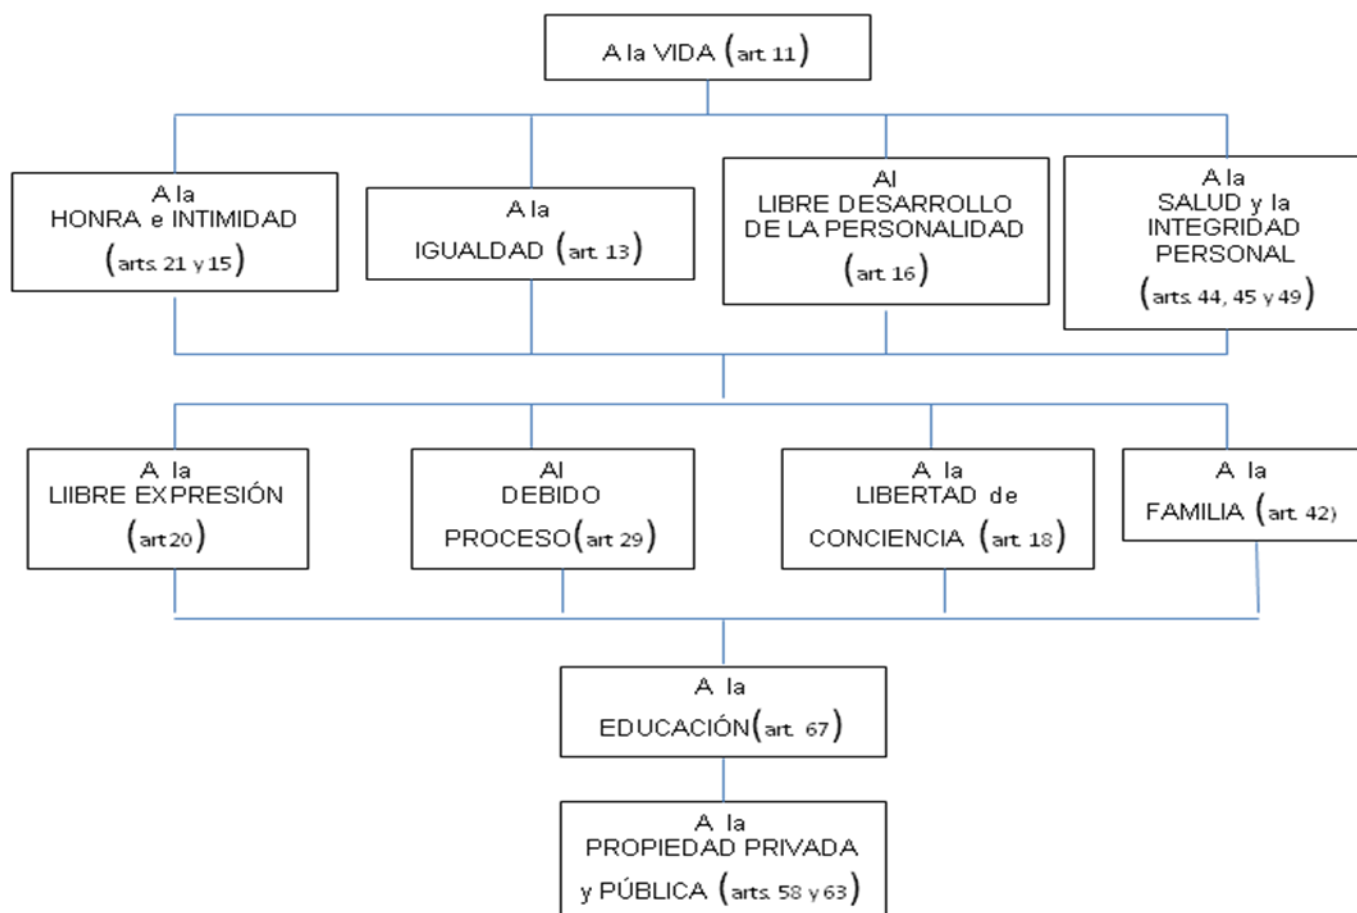 A la VIDA (art. 11)
A la
HONRA e INTIMIDAD
(arts. 21 y 15)
A la
IGUALDAD (art. 13)
Al
LIBRE DESARROLLO
DE LA PERSONALIDAD
(art. 16)
A la
SALUD y la
INTEGRIDAD
PERSONAL
(arts. 44, 45 y 49)
A la
LIIBRE EXPRESIÓN
(art 20)
Al
DEBIDO
PROCESO(art. 29)
A la
LIBERTAD de
CONCIENCIA (art. 18)
A la
FAMILIA (art. 42)
A la
EDUCACIÓN(art. 67)
A la
PROPIEDAD PRIVADA
y PÚBLICA (arts. 58 y 63)